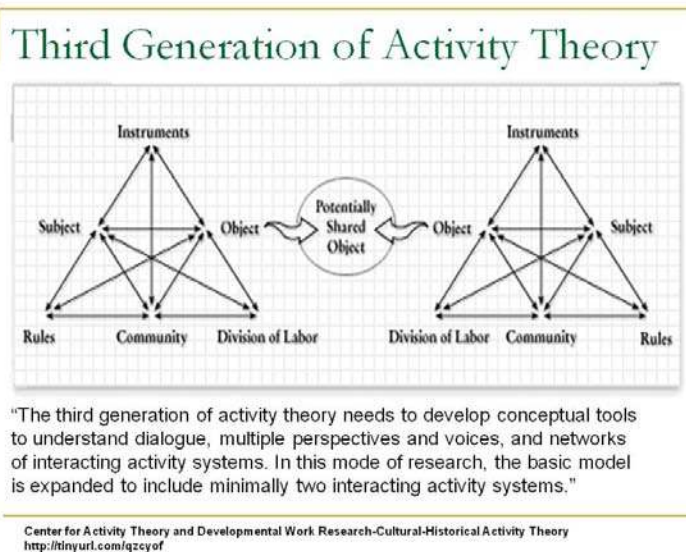 Third Generation of Activity Theory
Instruments
Instruments
Subject
Object
Potentially
Shared
Object
Object
Subject
Rules
Community
Division of Labor
Division of Labor
Community
Rules
“The third generation of activity theory needs to develop conceptual tools
to understand dialogue, multiple perspectives and voices, and networks
of interacting activity systems. In this mode of research, the basic model
is expanded to include minimally two interacting activity systems.”
Center for Activity Theory and Developmental Work Research-Cultural-Historical Activity Theory
http://tinyurl.com/qzcyof